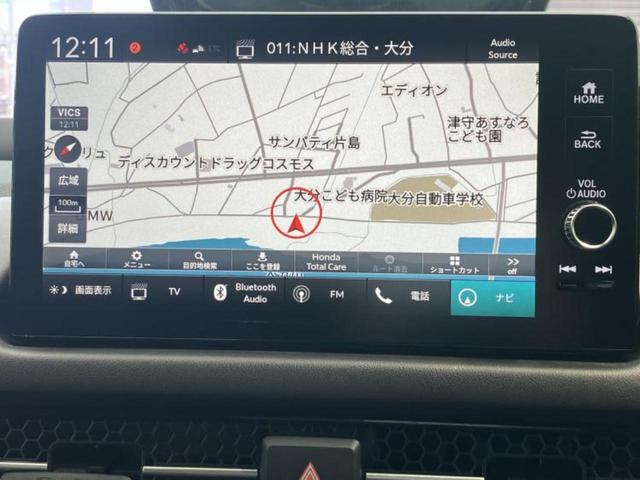 12:11 2 ETC 011:NHK総合・大分 Audio Source
HOME
BACK
VOL
AUDIO
VICS
12:11
広域
100m
詳細
エディオン
津守あすなろ
こども園
サンパティ片島
ディスカウントドラッグコスモス
大分こども病院
大分自動車学校
MW
自宅へ メニュー 目的地検索 ここを登録 Honda Total Care ルート消去 ショートカット off
画面表示 TV Bluetooth Audio FM 電話 ナビ